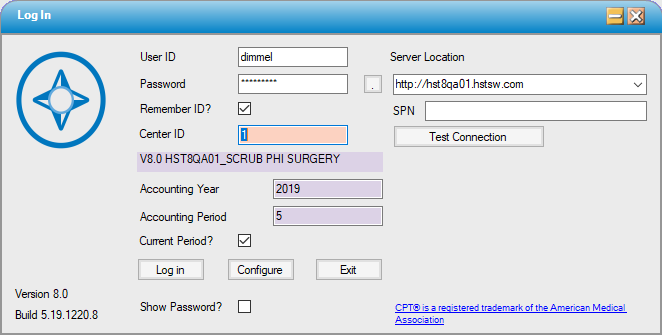 Log In
User ID
dimmel
Server Location
Password
*********
.
http://hst8qa01.hstsw.com
Remember ID?
SPN
Center ID
1
Test Connection
V8.0 HST8QA01_SCRUB PHI SURGERY
Accounting Year
2019
Accounting Period
5
Current Period?
Log in
Configure
Exit
Version 8.0
Show Password?
CPT® is a registered trademark of the American Medical
Association
Build 5.19.1220.8